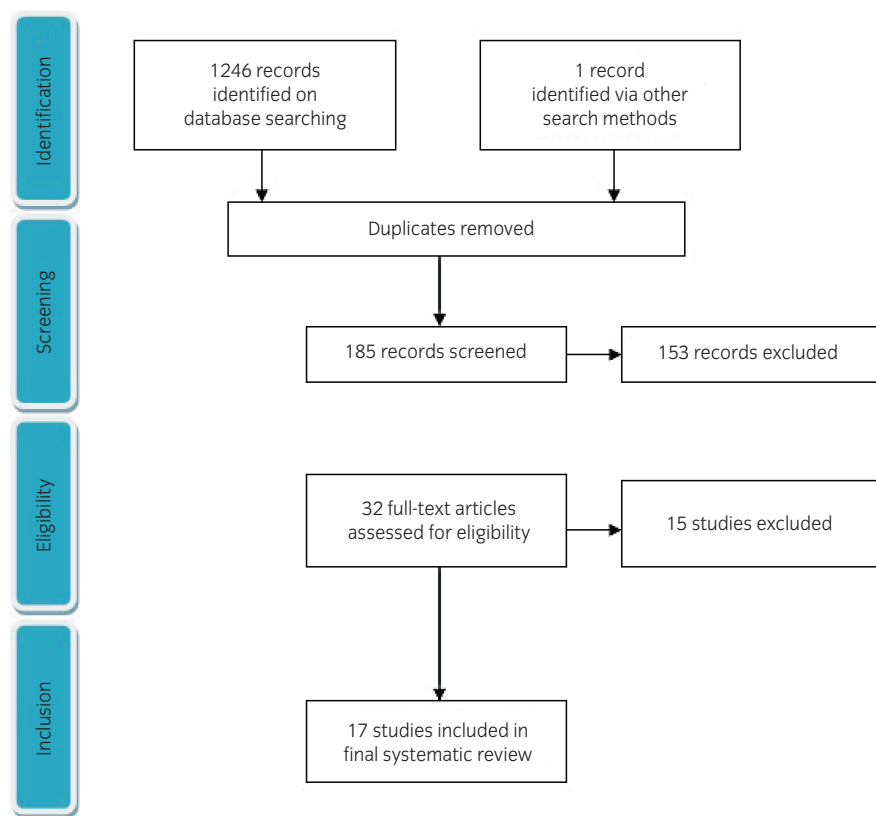 Identification
1246 records
identified on
database searching
1 record
identified via other
search methods
Duplicates removed
Screening
185 records screened
153 records excluded
Eligibility
32 full-text articles
assessed for eligibility
15 studies excluded
Inclusion
17 studies included in
final systematic review